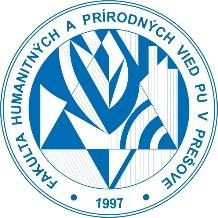 FAKULTA HUMANITNÝCH A PRÍRODNÝCH VIED PU V PREŠOVE
· 1997 ·